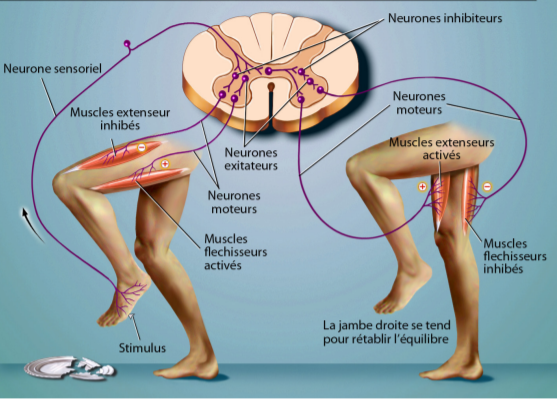 Neurones inhibiteurs
Neurone sensoriel
Muscles extenseur
inhibés
Neurones
moteurs
Muscles extenseurs
activés
Neurones
exitateurs
Neurones
moteurs
Muscles
flechisseurs
activés
Muscles
flechisseurs
inhibés
La jambe droite se tend
pour rétablir l'équilibre
Stimulus